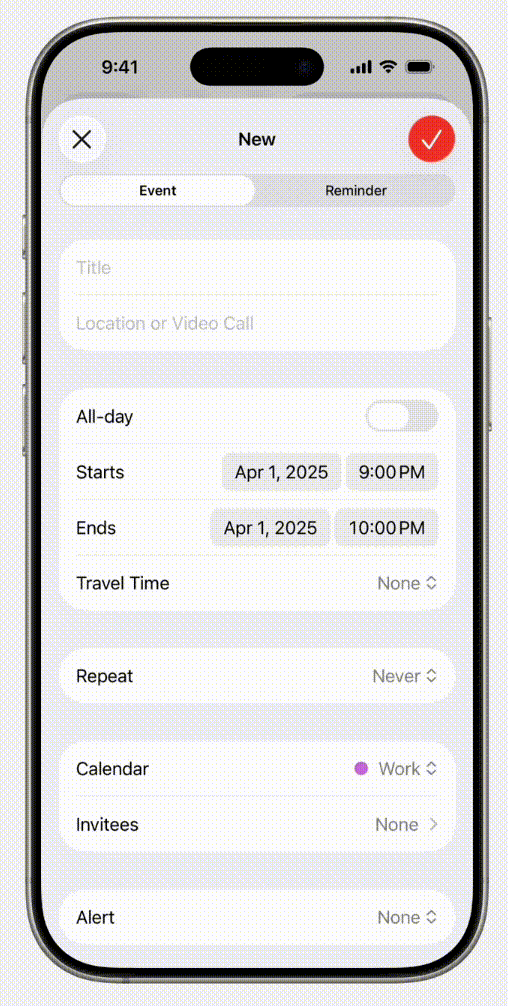 9:41
New
Event Reminder
Title
Location or Video Call
All-day
Starts Apr 1, 2025 9:00 PM
Ends Apr 1, 2025 10:00 PM
Travel Time None
Repeat Never
Calendar Work
Invitees None
Alert None